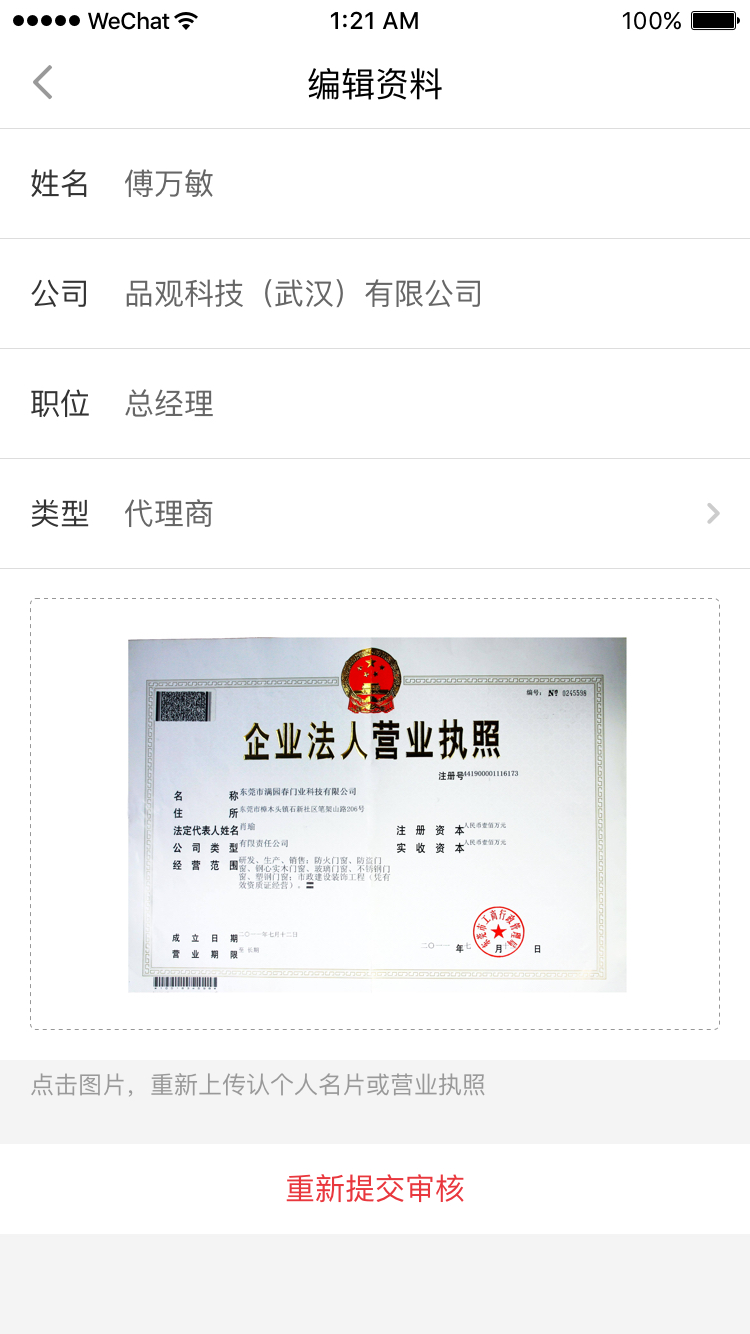 WeChat 1:21 AM 100%
编辑资料
姓名 傅万敏
公司 品观科技（武汉）有限公司
职位 总经理
类型 代理商
编号： № 0245598
企业法人营业执照
注册号441900001116173
名 称 东莞市满园春门业科技有限公司
住 所 东莞市樟木头镇石新社区笔架山路206号
法定代表人姓名 肖瑜
注册资本 人民币壹佰万元
公司类型 有限责任公司
实收资本 人民币壹佰万元
经营范围 研发、生产、销售：防火门窗、防盗门
窗、钢心实木门窗、玻璃门窗、不锈钢门
窗、塑钢门窗；市政建设装饰工程（凭有
效资质证经营）。
成立日期 二〇一一年七月十二日
营业期限 至 长期
东莞市工商行政管理局
二〇一一 年 七 月 日
点击图片，重新上传认个人名片或营业执照
重新提交审核